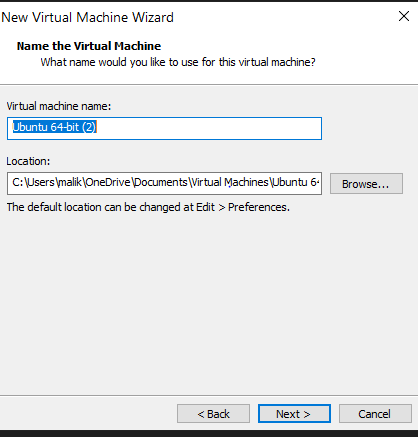 New Virtual Machine Wizard
Name the Virtual Machine
What name would you like to use for this virtual machine?
Virtual machine name:
Ubuntu 64-bit (2)
Location:
C:\Users\malik\OneDrive\Documents\Virtual Machines\Ubuntu 64
Browse...
The default location can be changed at Edit > Preferences.
< Back
Next >
Cancel